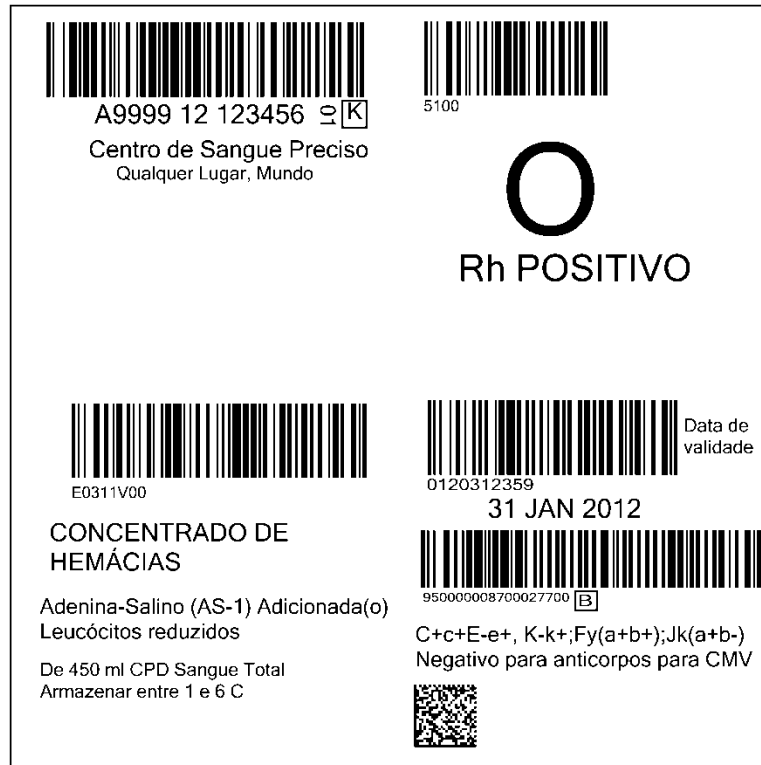 A9999 12 123456 10 K
Centro de Sangue Preciso
Qualquer Lugar, Mundo
5100
O
Rh POSITIVO
E0311V00
CONCENTRADO DE
HEMÁCIAS
Adenina-Salino (AS-1) Adicionada(o)
Leucócitos reduzidos
De 450 ml CPD Sangue Total
Armazenar entre 1 e 6 C
Data de
validade
0120312359
31 JAN 2012
950000008700027700 B
C+c+E-e+, K-k+;Fy(a+b+);Jk(a+b-)
Negativo para anticorpos para CMV